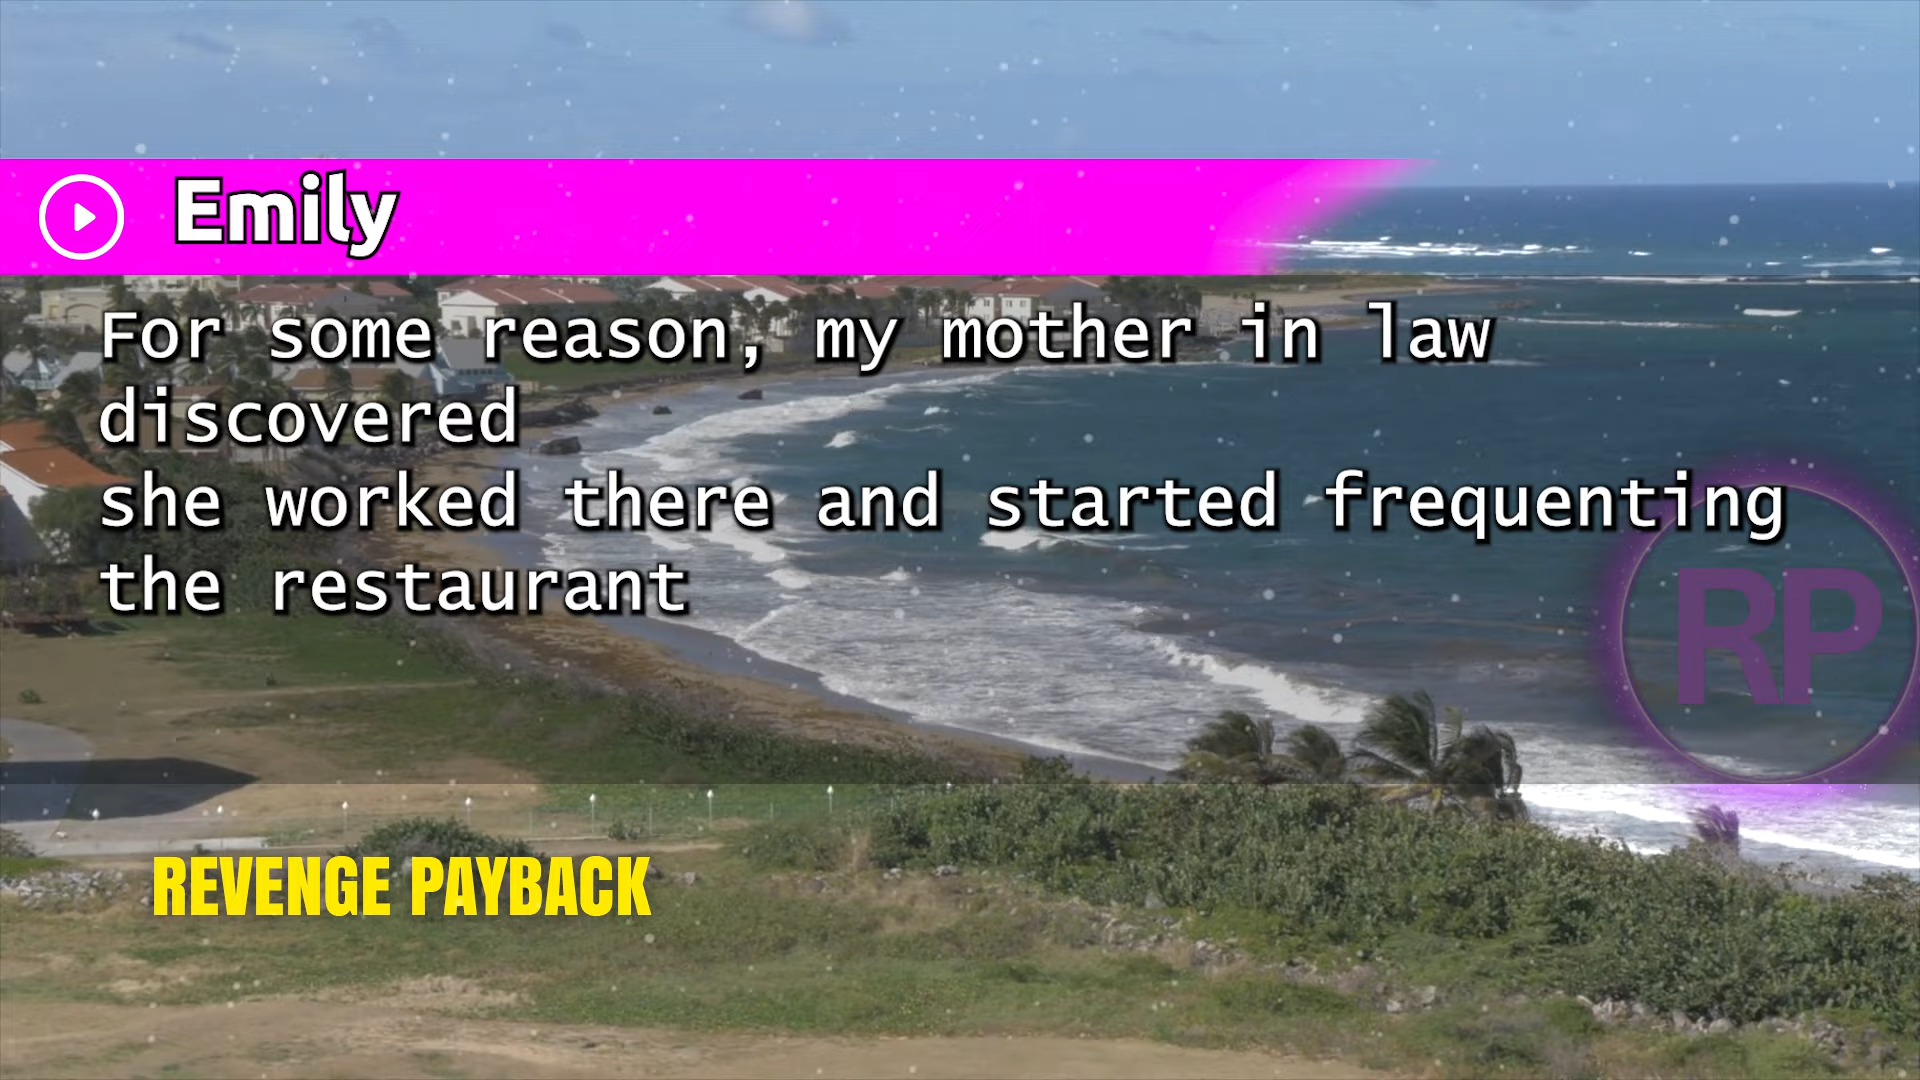 Emily
For some reason, my mother in law
discovered
she worked there and started frequenting
the restaurant
RP
REVENGE PAYBACK